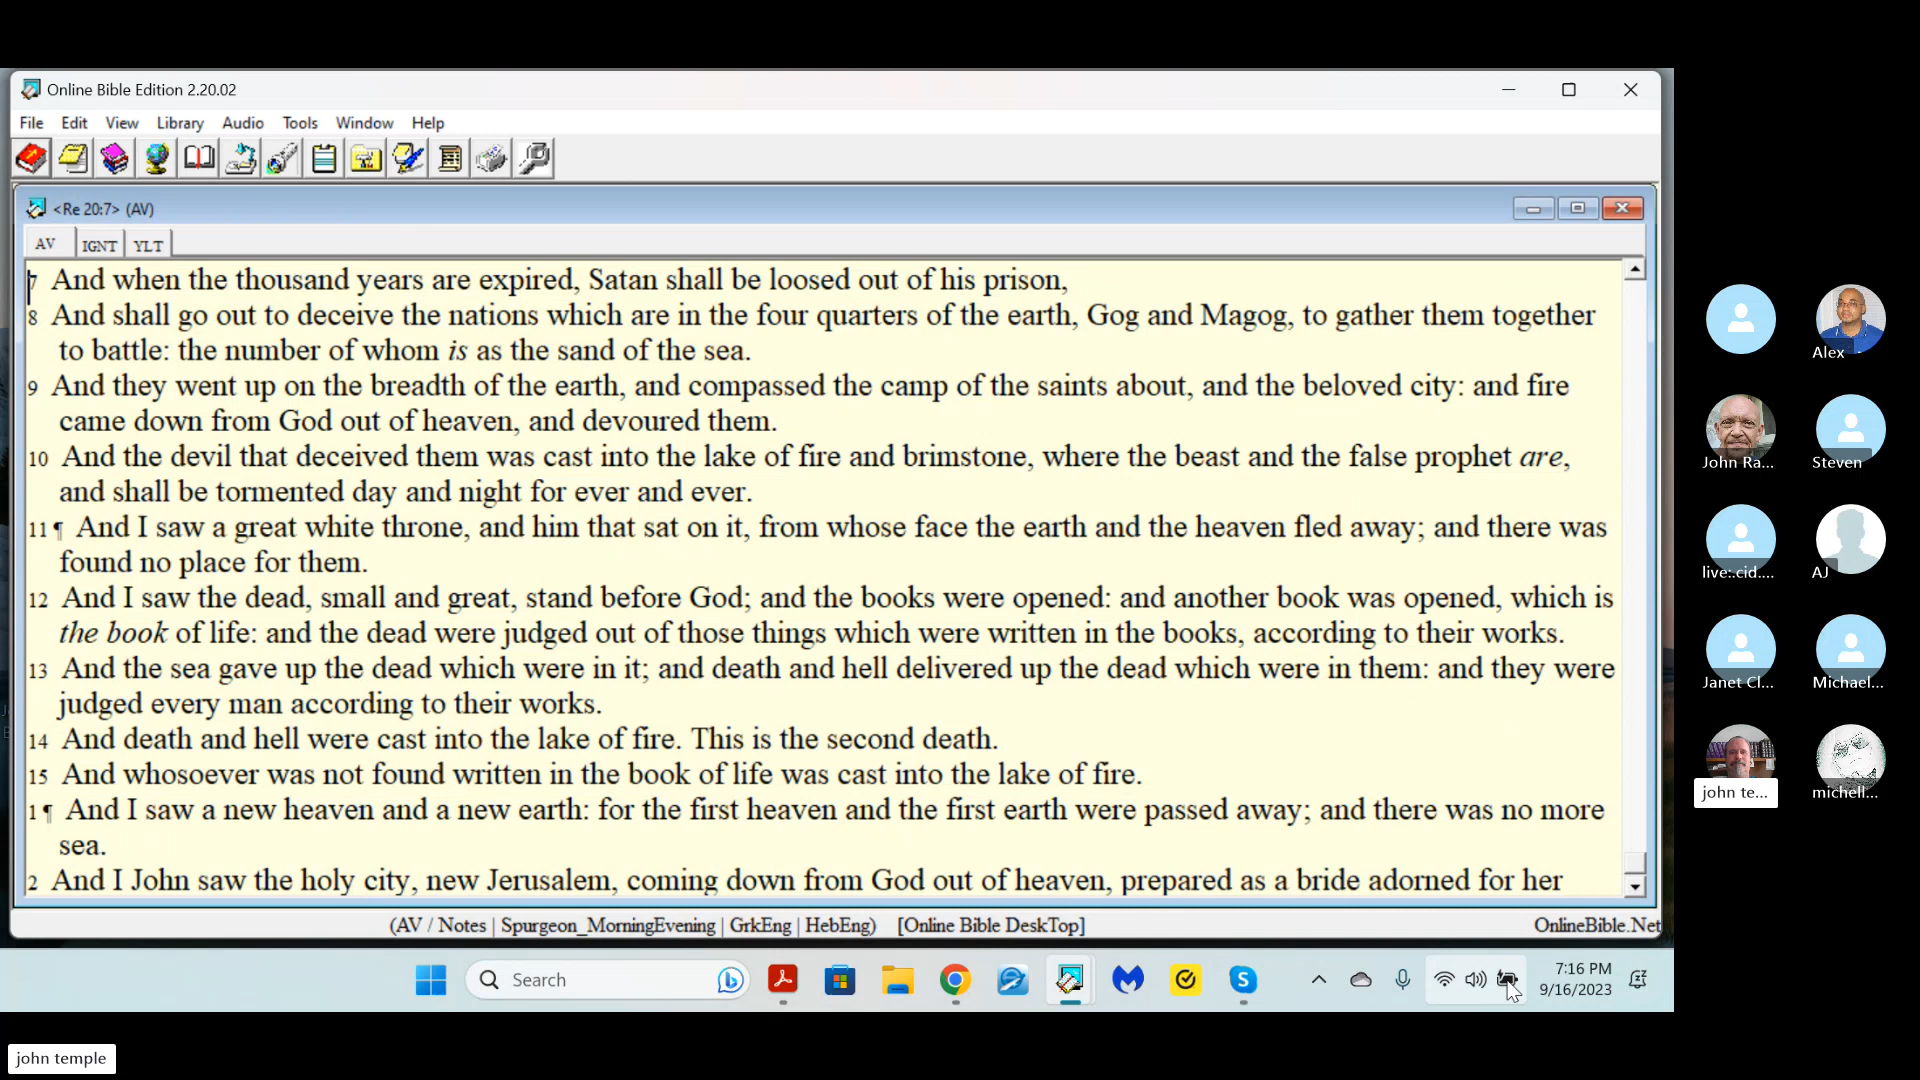 Online Bible Edition 2.20.02
File Edit View Library Audio Tools Window Help
<Re 20:7> (AV)
AV IGNT YLT
7 And when the thousand years are expired, Satan shall be loosed out of his prison,
8 And shall go out to deceive the nations which are in the four quarters of the earth, Gog and Magog, to gather them together
to battle: the number of whom is as the sand of the sea.
9 And they went up on the breadth of the earth, and compassed the camp of the saints about, and the beloved city: and fire
came down from God out of heaven, and devoured them.
10 And the devil that deceived them was cast into the lake of fire and brimstone, where the beast and the false prophet are,
and shall be tormented day and night for ever and ever.
11 ¶ And I saw a great white throne, and him that sat on it, from whose face the earth and the heaven fled away; and there was
found no place for them.
12 And I saw the dead, small and great, stand before God; and the books were opened: and another book was opened, which is
the book of life: and the dead were judged out of those things which were written in the books, according to their works.
13 And the sea gave up the dead which were in it; and death and hell delivered up the dead which were in them: and they were
judged every man according to their works.
14 And death and hell were cast into the lake of fire. This is the second death.
15 And whosoever was not found written in the book of life was cast into the lake of fire.
1 ¶ And I saw a new heaven and a new earth: for the first heaven and the first earth were passed away; and there was no more
sea.
2 And I John saw the holy city, new Jerusalem, coming down from God out of heaven, prepared as a bride adorned for her
(AV / Notes | Spurgeon_MorningEvening | GrkEng | HebEng) [Online Bible DeskTop] OnlineBible.Net
Search
7:16 PM
9/16/2023
Alex
John Ra...
Steven
live:.cid....
AJ
Janet Cl...
Michael...
john te...
michell...
john temple